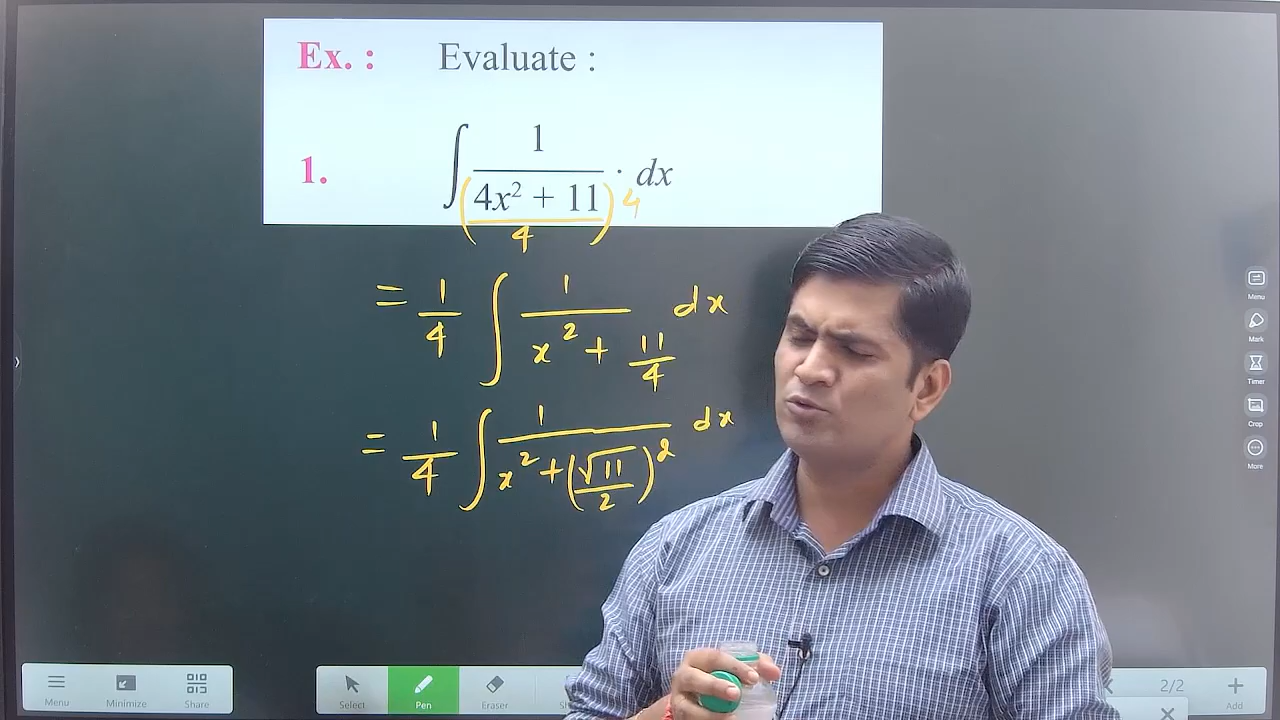 Ex. : Evaluate :
1. ∫ 1/(4x² + 11) · dx
( /4) 4
= 1/4 ∫ 1/(x² + 11/4) dx
= 1/4 ∫ 1/(x² + (√11/2)²) dx
Menu
Mark
Timer
Crop
More
Menu Minimize Share Select Pen Eraser 2/2 Add